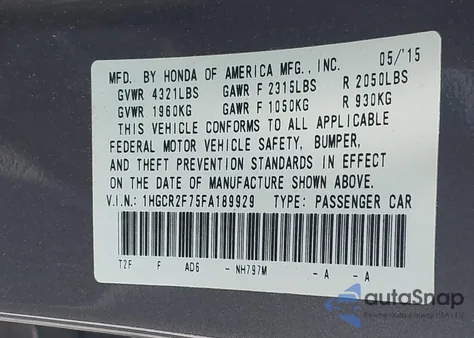 05/'15
MFD. BY HONDA OF AMERICA MFG., INC.
GVWR 4321LBS GAWR F 2315LBS R 2050LBS
GVWR 1960KG GAWR F 1050KG R 930KG
THIS VEHICLE CONFORMS TO ALL APPLICABLE
FEDERAL MOTOR VEHICLE SAFETY, BUMPER,
AND THEFT PREVENTION STANDARDS IN EFFECT
ON THE DATE OF MANUFACTURE SHOWN ABOVE.
V.I.N.: 1HGCR2F75FA189929 TYPE: PASSENGER CAR
T2F F AD6 - NH797M -A -A
autoSnap